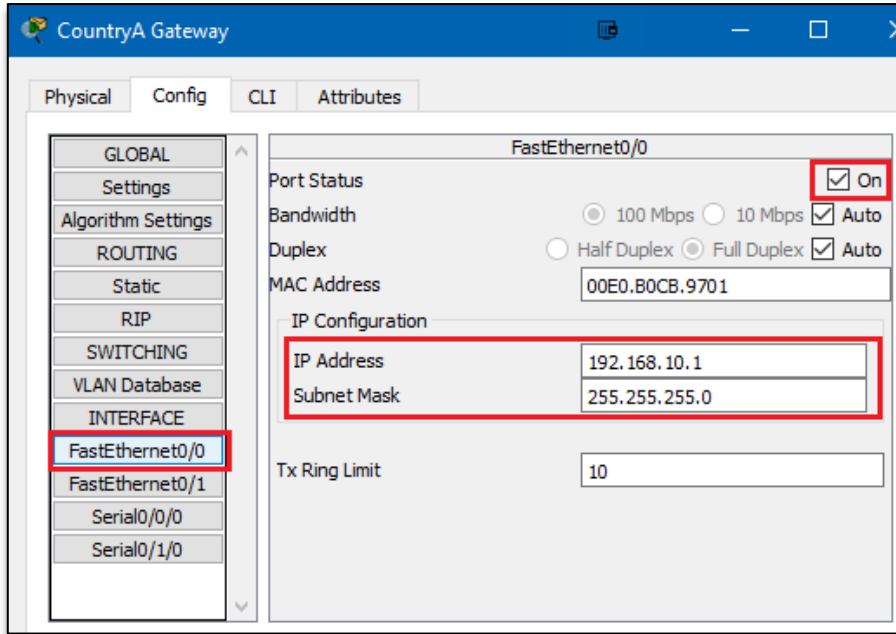 CountryA Gateway
Physical Config CLI Attributes
GLOBAL
Settings
Algorithm Settings
ROUTING
Static
RIP
SWITCHING
VLAN Database
INTERFACE
FastEthernet0/0
FastEthernet0/1
Serial0/0/0
Serial0/1/0
FastEthernet0/0
Port Status On
Bandwidth 100 Mbps 10 Mbps Auto
Duplex Half Duplex Full Duplex Auto
MAC Address 00E0.B0CB.9701
IP Configuration
IP Address 192.168.10.1
Subnet Mask 255.255.255.0
Tx Ring Limit 10